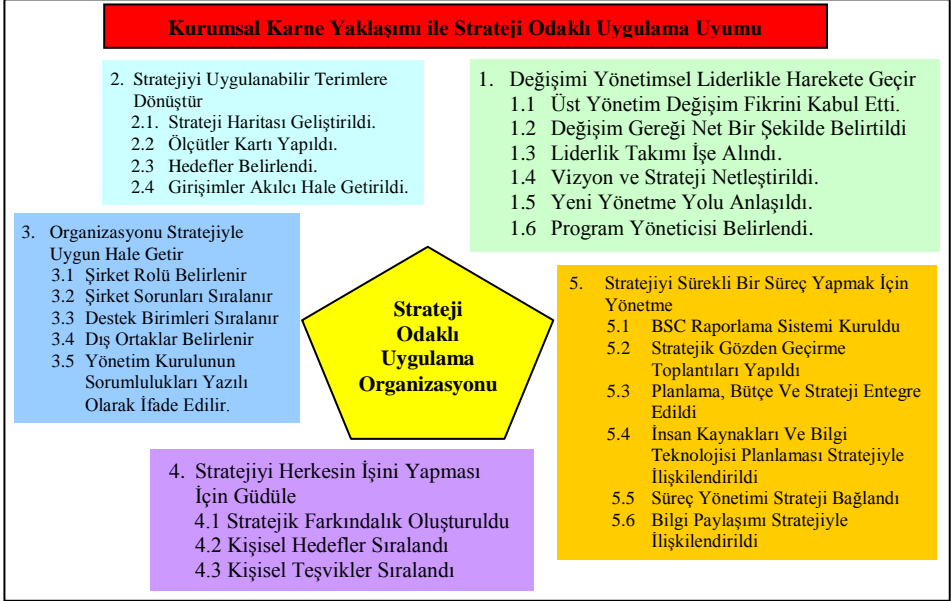 Kurumsal Karne Yaklaşımı ile Strateji Odaklı Uygulama Uyumu
1. Değişimi Yönetimsel Liderlikle Harekete Geçir
1.1 Üst Yönetim Değişim Fikrini Kabul Etti.
1.2 Değişim Gereği Net Bir Şekilde Belirtildi
1.3 Liderlik Takımı İşe Alındı.
1.4 Vizyon ve Strateji Netleştirildi.
1.5 Yeni Yönetme Yolu Anlaşıldı.
1.6 Program Yöneticisi Belirlendi.
2. Stratejiyi Uygulanabilir Terimlere
Dönüştür
2.1. Strateji Haritası Geliştirildi.
2.2 Ölçütler Kartı Yapıldı.
2.3 Hedefler Belirlendi.
2.4 Girişimler Akılcı Hale Getirildi.
3. Organizasyonu Stratejiyle
Uygun Hale Getir
3.1 Şirket Rolü Belirlenir
3.2 Şirket Sorunları Sıralanır
3.3 Destek Birimleri Sıralanır
3.4 Dış Ortaklar Belirlenir
3.5 Yönetim Kurulunun
Sorumlulukları Yazılı
Olarak İfade Edilir.
Strateji
Odaklı
Uygulama
Organizasyonu
4. Stratejiyi Herkesin İşini Yapması
İçin Güdüle
4.1 Stratejik Farkındalık Oluşturuldu
4.2 Kişisel Hedefler Sıralandı
4.3 Kişisel Teşvikler Sıralandı
5. Stratejiyi Sürekli Bir Süreç Yapmak İçin
Yönetme
5.1 BSC Raporlama Sistemi Kuruldu
5.2 Stratejik Gözden Geçirme
Toplantıları Yapıldı
5.3 Planlama, Bütçe Ve Strateji Entegre
Edildi
5.4 İnsan Kaynakları Ve Bilgi
Teknolojisi Planlaması Stratejiyle
İlişkilendirildi
5.5 Süreç Yönetimi Strateji Bağlandı
5.6 Bilgi Paylaşımı Stratejiyle
İlişkilendirildi